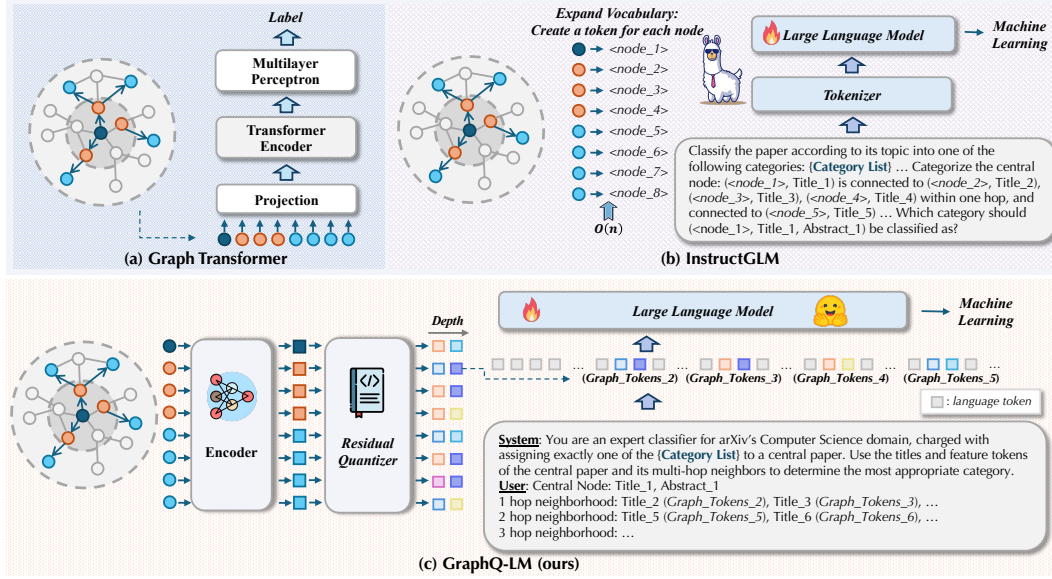 Label
Multilayer
Perceptron
Transformer
Encoder
Projection
(a) Graph Transformer
Expand Vocabulary:
Create a token for each node
<node_1>
<node_2>
<node_3>
<node_4>
<node_5>
<node_6>
<node_7>
<node_8>
O(n)
Large Language Model
Machine
Learning
Tokenizer
Classify the paper according to its topic into one of the
following categories: {Category List} ... Categorize the central
node: (<node_1>, Title_1) is connected to (<node_2>, Title_2),
(<node_3>, Title_3), (<node_4>, Title_4) within one hop, and
connected to (<node_5>, Title_5) ... Which category should
(<node_1>, Title_1, Abstract_1) be classified as?
(b) InstructGLM
Encoder
Residual
Quantizer
Depth
Large Language Model
Machine
Learning
... ... ... ... ...
(Graph_Tokens_2) (Graph_Tokens_3) (Graph_Tokens_4) (Graph_Tokens_5)
: language token
System: You are an expert classifier for arXiv's Computer Science domain, charged with
assigning exactly one of the {Category List} to a central paper. Use the titles and feature tokens
of the central paper and its multi-hop neighbors to determine the most appropriate category.
User: Central Node: Title_1, Abstract_1
1 hop neighborhood: Title_2 (Graph_Tokens_2), Title_3 (Graph_Tokens_3), ...
2 hop neighborhood: Title_5 (Graph_Tokens_5), Title_6 (Graph_Tokens_6), ...
3 hop neighborhood: ...
(c) GraphQ-LM (ours)